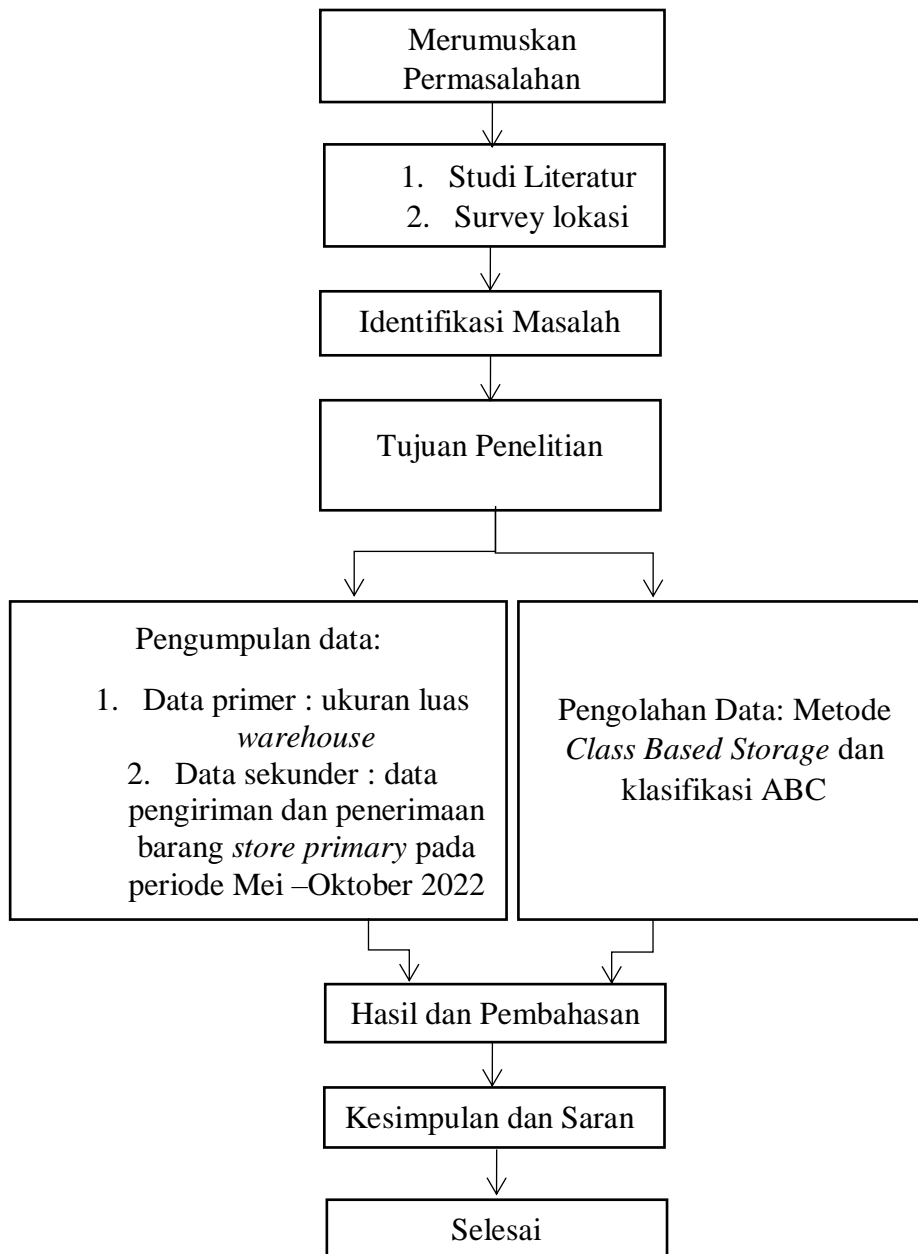 Merumuskan
Permasalahan
1. Studi Literatur
2. Survey lokasi
Identifikasi Masalah
Tujuan Penelitian
Pengumpulan data:
1. Data primer : ukuran luas
warehouse
2. Data sekunder : data
pengiriman dan penerimaan
barang store primary pada
periode Mei –Oktober 2022
Pengolahan Data: Metode
Class Based Storage dan
klasifikasi ABC
Hasil dan Pembahasan
Kesimpulan dan Saran
Selesai